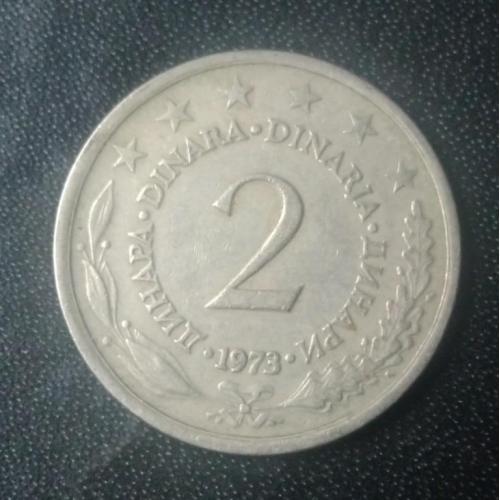 ДИНАРА · DINARA · DINARJA · ДИНАРИ · 1973 ·
2